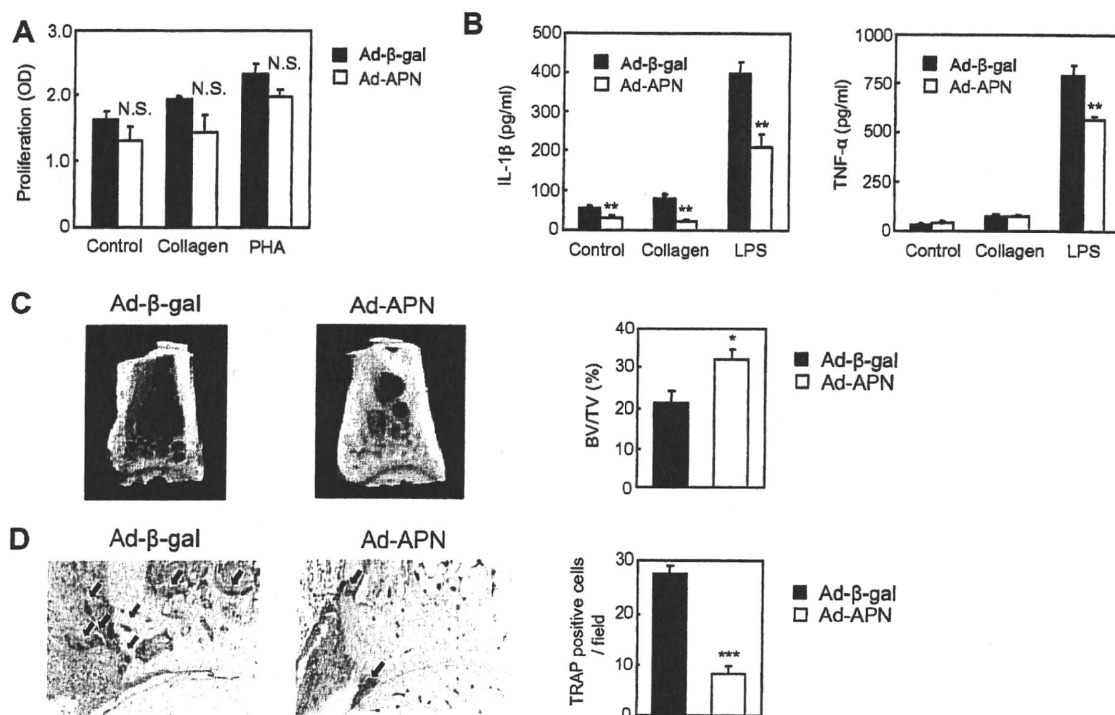 A
3.0
2.0
1.0
0
Proliferation (OD)
N.S.
N.S.
N.S.
Ad-β-gal
Ad-APN
Control
Collagen
PHA
B
500
400
300
200
100
0
IL-1β (pg/ml)
Ad-β-gal
Ad-APN
**
**
**
Control
Collagen
LPS
1000
750
500
250
0
TNF-α (pg/ml)
Ad-β-gal
Ad-APN
**
Control
Collagen
LPS
C
Ad-β-gal
Ad-APN
40
30
20
10
0
BV/TV (%)
*
Ad-β-gal
Ad-APN
D
Ad-β-gal
Ad-APN
30
20
10
0
TRAP positive cells
/ field
***
Ad-β-gal
Ad-APN